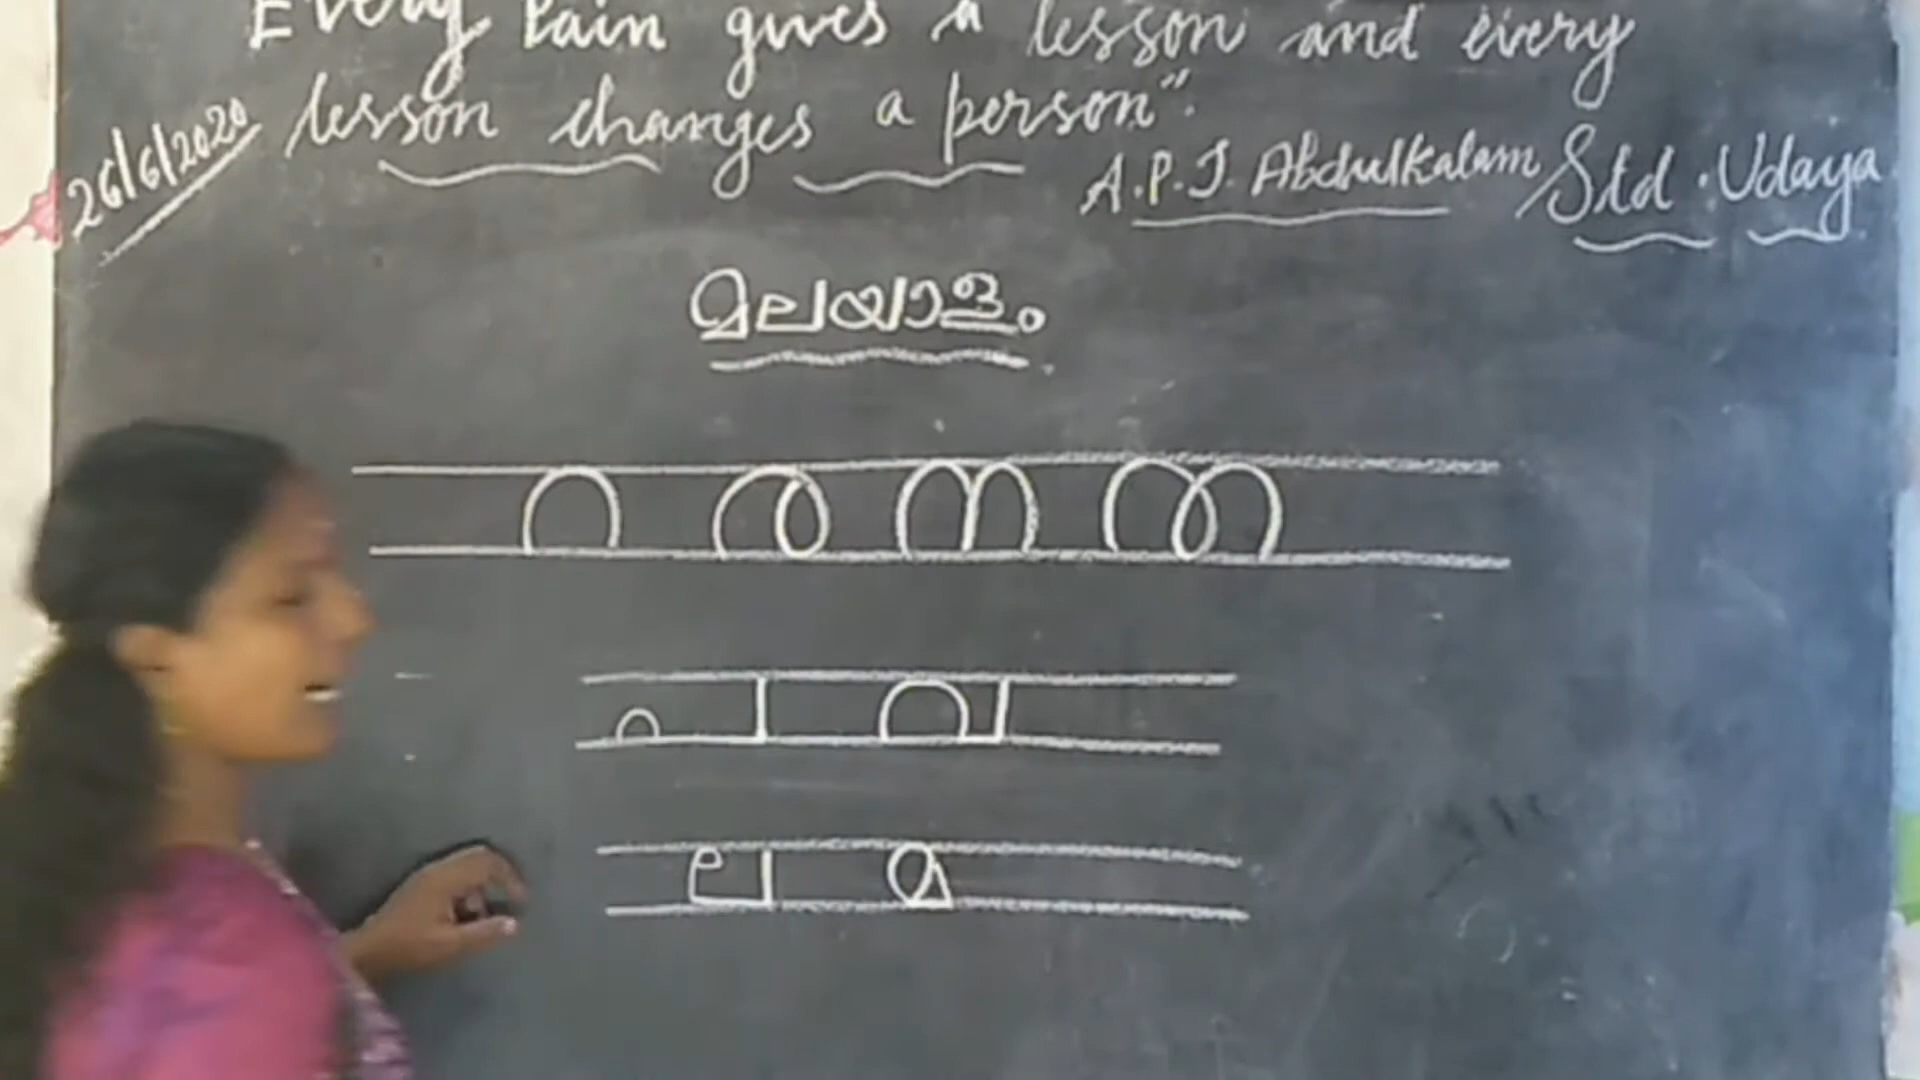 Every Pain gives a lesson and every
lesson changes a person".
26/6/2020
A.P.J. Abdulkalam
Std. Udaya
മലയാളം
റ ര ന ത
വ
ല മ